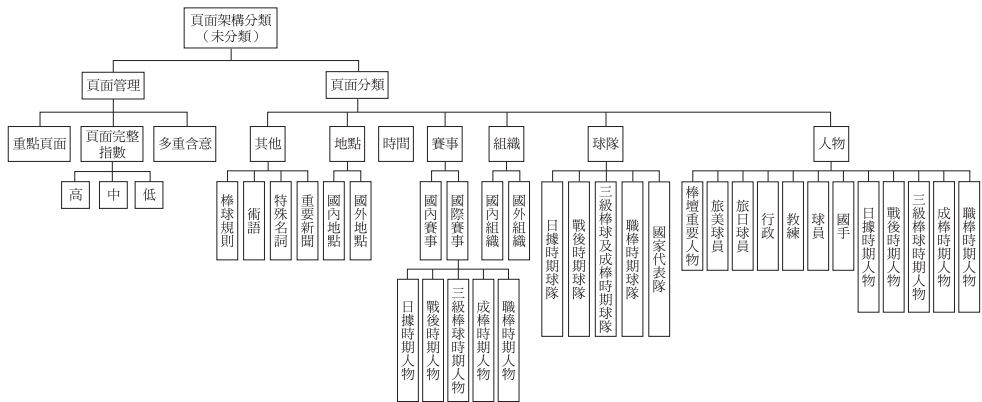 頁面架構分類
（未分類）
頁面管理
頁面分類
重點頁面
頁面完整
指數
多重含意
其他
地點
時間
賽事
組織
球隊
人物
高
中
低
棒球規則
術語
特殊名詞
重要新聞
國內地點
國外地點
國內賽事
國際賽事
國內組織
國外組織
日據時期球隊
戰後時期球隊
三級棒球及成棒時期球隊
職棒時期球隊
國家代表隊
棒壇重要人物
旅美球員
旅日球員
行政
教練
球員
國手
日據時期人物
戰後時期人物
三級棒球時期人物
成棒時期人物
職棒時期人物
日據時期人物
戰後時期人物
三級棒球時期人物
成棒時期人物
職棒時期人物